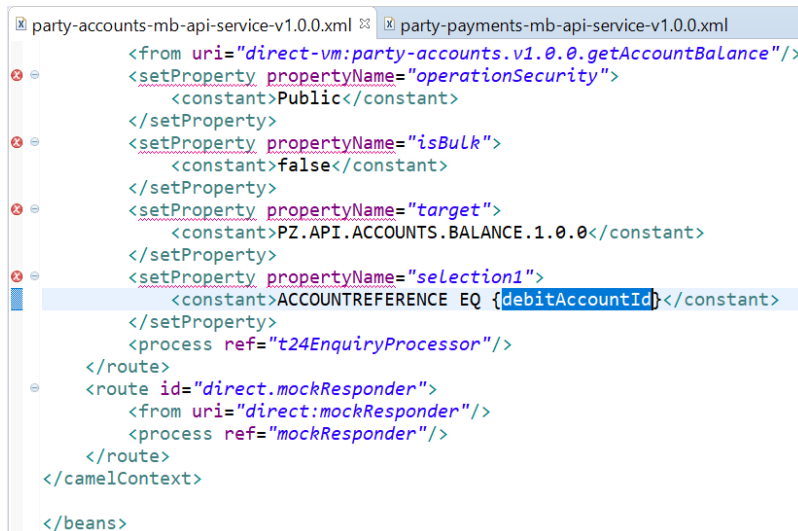 party-accounts-mb-api-service-v1.0.0.xml party-payments-mb-api-service-v1.0.0.xml
<from uri="direct-vm:party-accounts.v1.0.0.getAccountBalance"/>
<setProperty propertyName="operationSecurity">
<constant>Public</constant>
</setProperty>
<setProperty propertyName="isBulk">
<constant>false</constant>
</setProperty>
<setProperty propertyName="target">
<constant>PZ.API.ACCOUNTS.BALANCE.1.0.0</constant>
</setProperty>
<setProperty propertyName="selection1">
<constant>ACCOUNTREFERENCE EQ {debitAccountId}</constant>
</setProperty>
<process ref="t24EnquiryProcessor"/>
</route>
<route id="direct.mockResponder">
<from uri="direct:mockResponder"/>
<process ref="mockResponder"/>
</route>
</camelContext>
</beans>